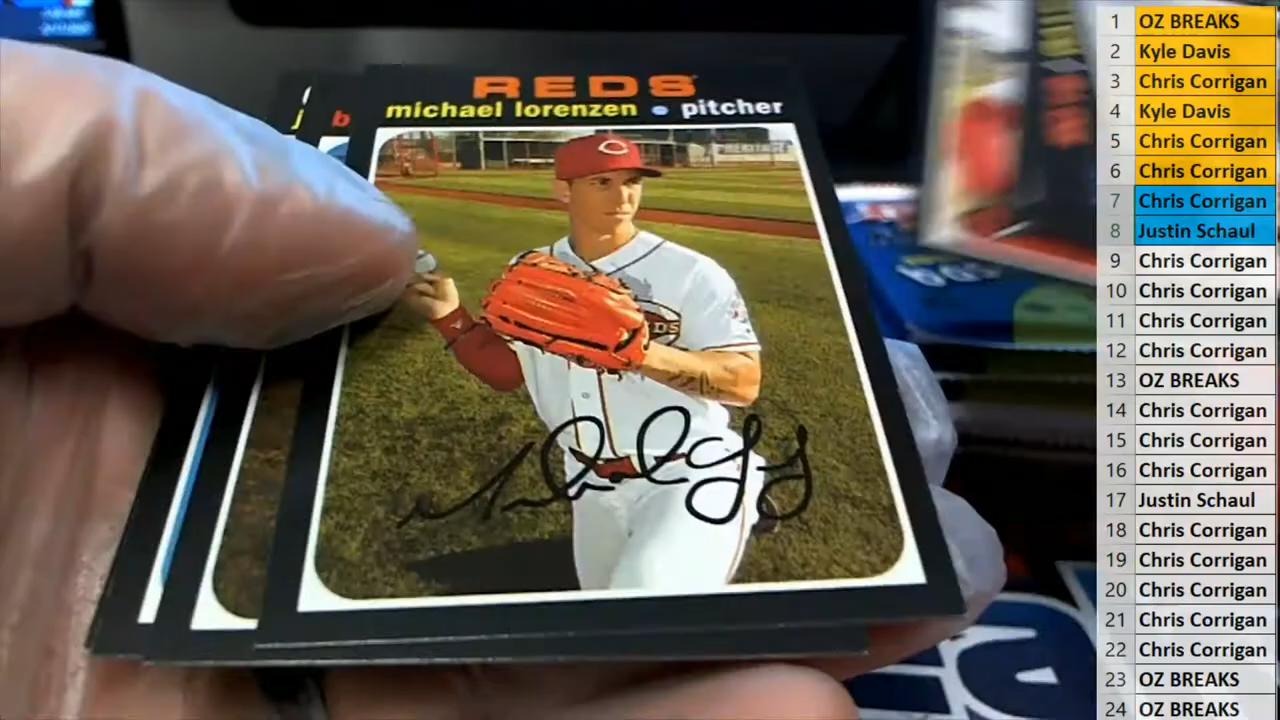 REDS
michael lorenzen • pitcher
b
HERITAGE
DS
1 OZ BREAKS
2 Kyle Davis
3 Chris Corrigan
4 Kyle Davis
5 Chris Corrigan
6 Chris Corrigan
7 Chris Corrigan
8 Justin Schaul
9 Chris Corrigan
10 Chris Corrigan
11 Chris Corrigan
12 Chris Corrigan
13 OZ BREAKS
14 Chris Corrigan
15 Chris Corrigan
16 Chris Corrigan
17 Justin Schaul
18 Chris Corrigan
19 Chris Corrigan
20 Chris Corrigan
21 Chris Corrigan
22 Chris Corrigan
23 OZ BREAKS
24 OZ BREAKS